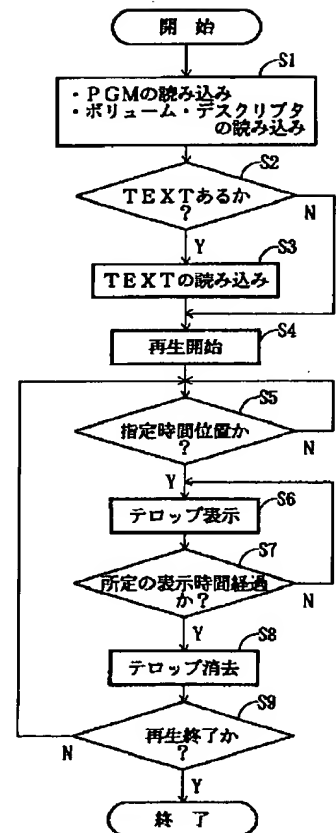 開 始
S1
・PGMの読み込み
・ボリューム・デスクリプタ
の読み込み
S2
TEXTあるか
?
N
Y
S3
TEXTの読み込み
S4
再生開始
S5
指定時間位置か
?
N
Y
S6
テロップ表示
S7
所定の表示時間経過
か?
N
Y
S8
テロップ消去
S9
再生終了か
?
N
Y
終 了